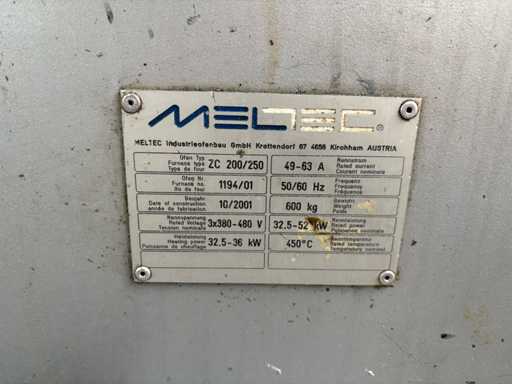 MELTEC®
MELTEC Industrieofenbau GmbH Krottendorf 67 4656 Kirchham AUSTRIA
Ofen Typ
Furnace type
Type de four
ZC 200/250
49-63 A
Nennstrom
Rated Current
Courant nominale
Ofen Nr.
Furnace no.
No du four
1194/01
50/60 Hz
Frequenz
Frequency
Fréquence
Baujahr
Date of construction
année de fabrication
10/2001
600 kg
Gewicht
Weight
Poids
Nennspannung
Rated Voltage
Tension nominale
3x380-480 V
32.5-52 kW
Nennleistung
Rated power
Puissance nominale
Heizleistung
Heating power
Puissance de chauffage
32.5-36 kW
450°C
Nenntemperatur
Rated temperature
Température nominale